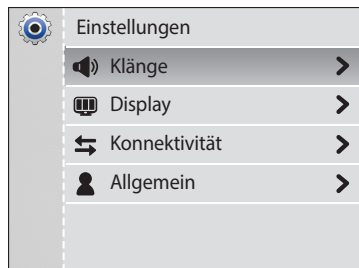 Einstellungen
Klänge
Display
Konnektivität
Allgemein